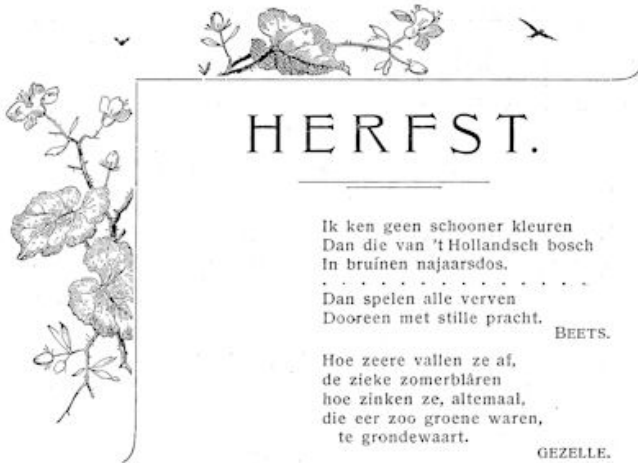 HERFST.
Ik ken geen schooner kleuren
Dan die van 't Hollandsch bosch
In bruinen najaarsdos.
. . . . . . . . . . . . . . . . .
Dan spelen alle verven
Dooreen met stille pracht.
BEETS.
Hoe zeere vallen ze af,
de zieke zomerblâren
hoe zinken ze, altemaal,
die eer zoo groene waren,
te grondewaart.
GEZELLE.